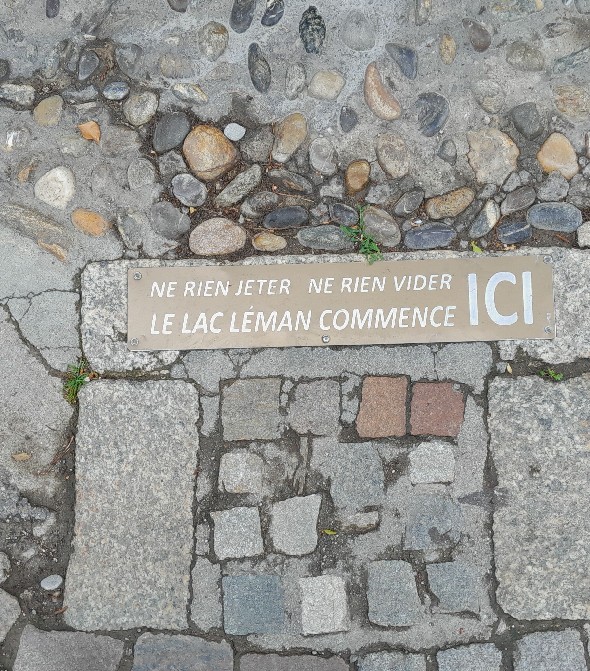 NE RIEN JETER NE RIEN VIDER ICI
LE LAC LÉMAN COMMENCE